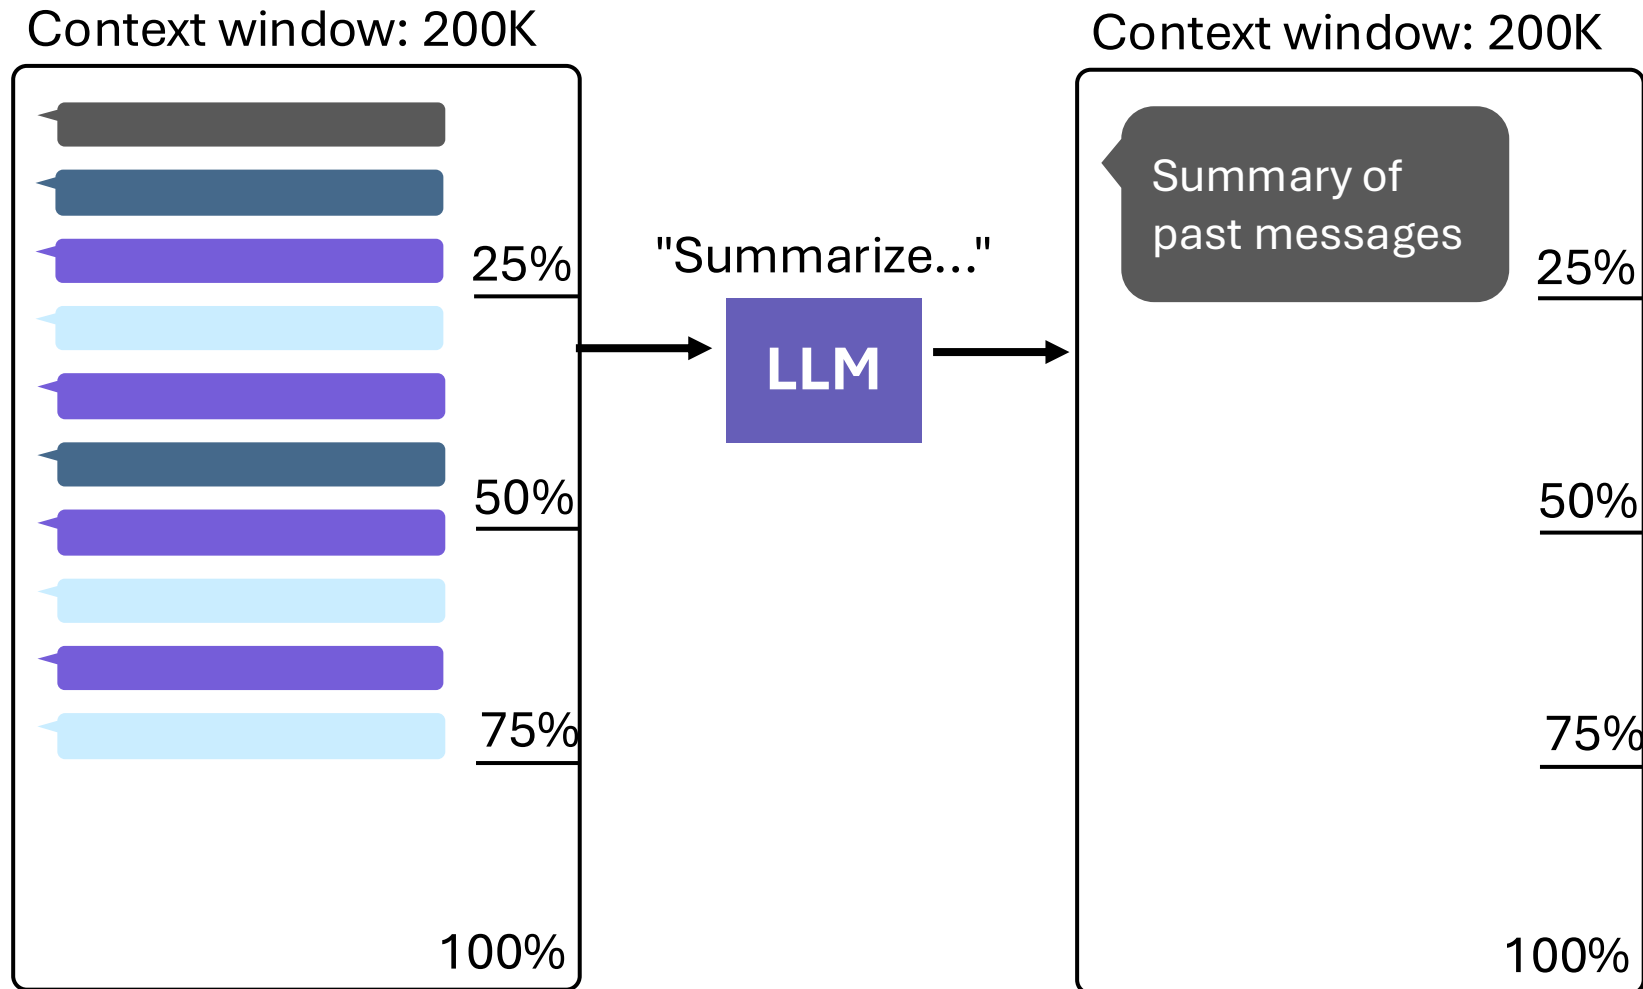 Context window: 200K
25%
50%
75%
100%
"Summarize..."
LLM
Context window: 200K
Summary of
past messages
25%
50%
75%
100%